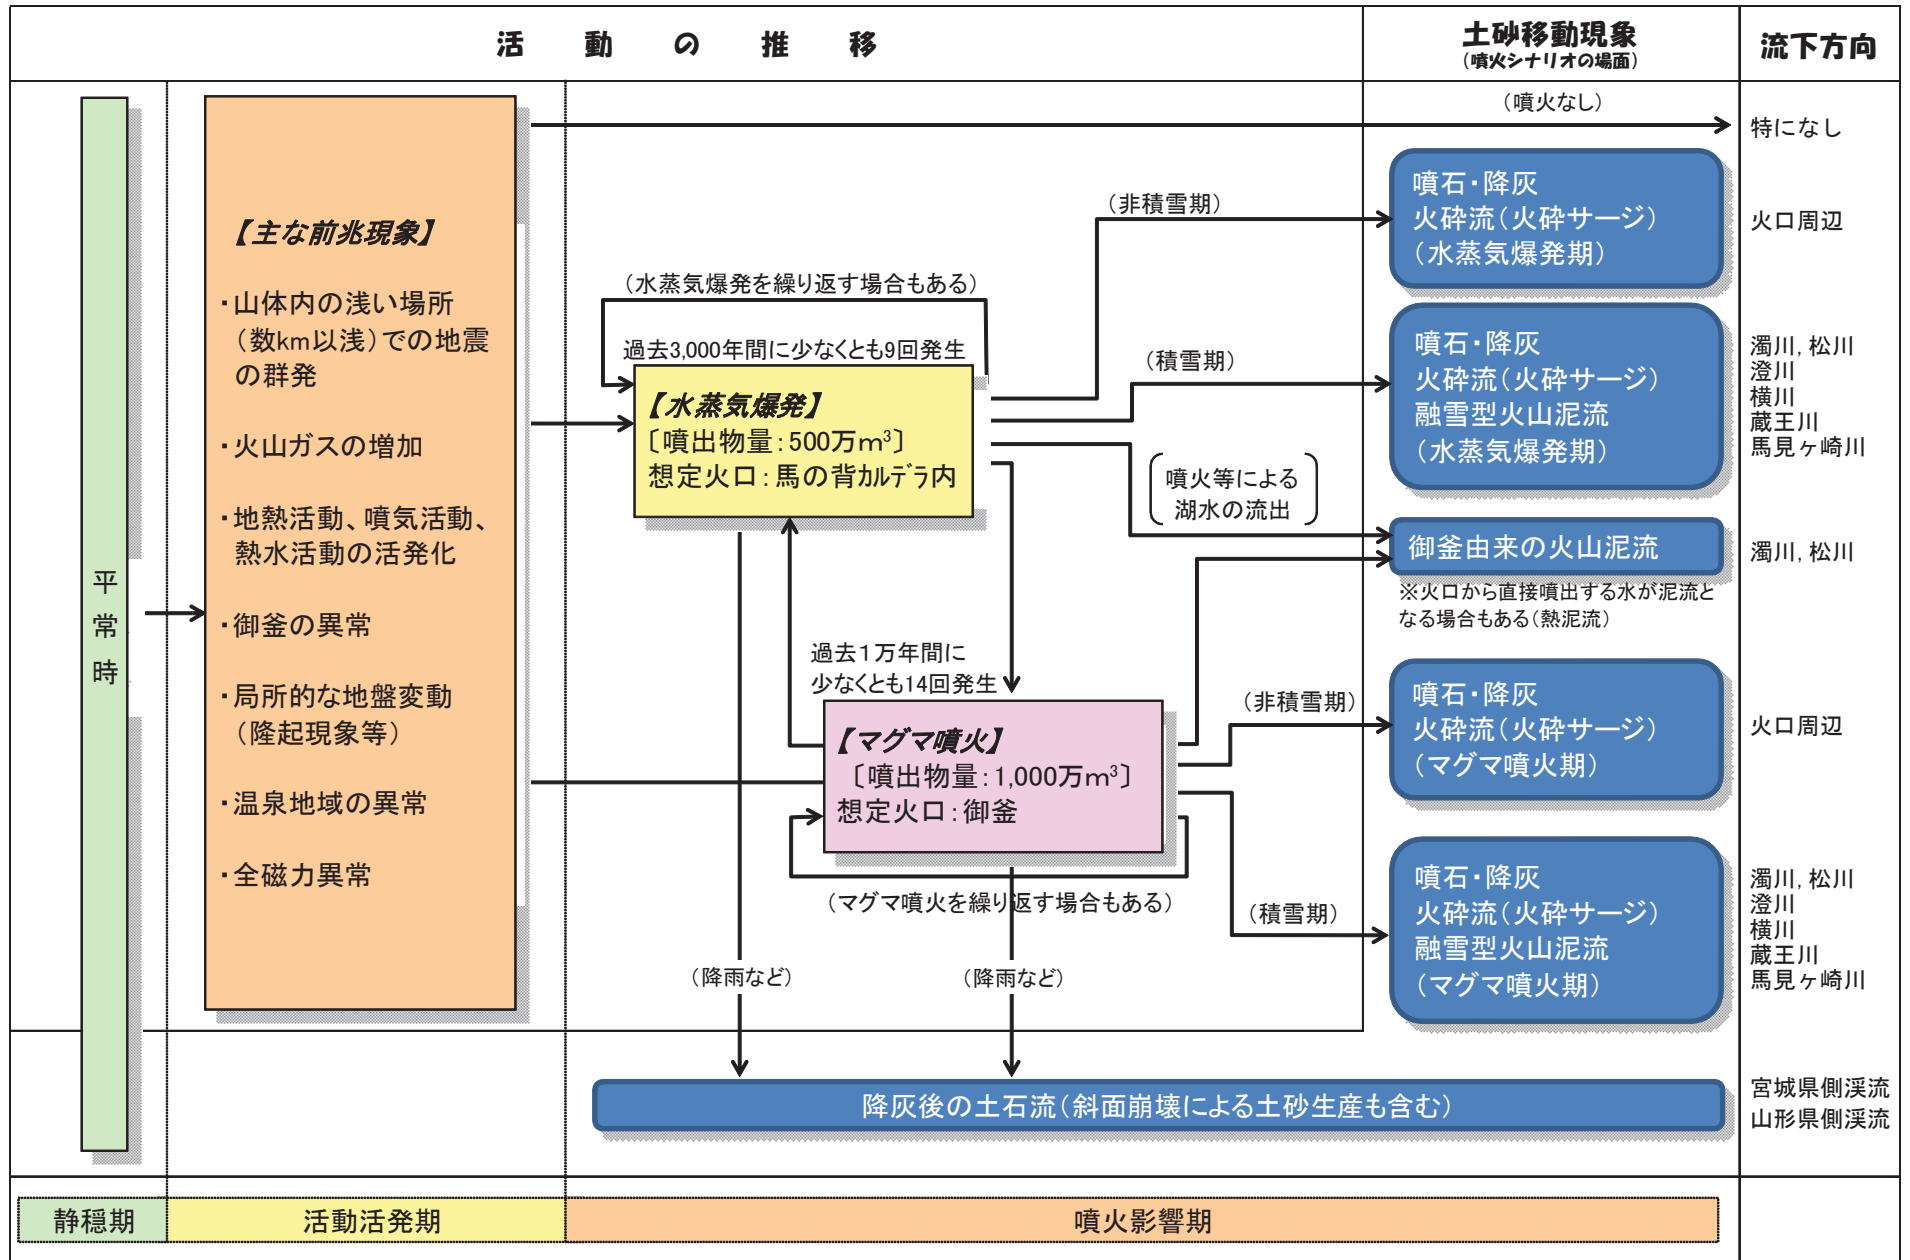 活動の推移
土砂移動現象
（噴火シナリオの場面）
流下方向
平常時
【主な前兆現象】
・山体内の浅い場所
（数km以浅）での地震
の群発
・火山ガスの増加
・地熱活動、噴気活動、
熱水活動の活発化
・御釜の異常
・局所的な地盤変動
（隆起現象等）
・温泉地域の異常
・全磁力異常
（噴火なし）
特になし
（水蒸気爆発を繰り返す場合もある）
過去3,000年間に少なくとも9回発生
【水蒸気爆発】
〔噴出物量：500万m³〕
想定火口：馬の背ｶﾙﾃﾞﾗ内
（非積雪期）
噴石・降灰
火砕流（火砕サージ）
（水蒸気爆発期）
火口周辺
（積雪期）
噴石・降灰
火砕流（火砕サージ）
融雪型火山泥流
（水蒸気爆発期）
濁川，松川
澄川
横川
蔵王川
馬見ヶ崎川
噴火等による
湖水の流出
御釜由来の火山泥流
濁川，松川
※火口から直接噴出する水が泥流と
なる場合もある（熱泥流）
過去１万年間に
少なくとも14回発生
【マグマ噴火】
〔噴出物量：1,000万m³〕
想定火口：御釜
（マグマ噴火を繰り返す場合もある）
（非積雪期）
噴石・降灰
火砕流（火砕サージ）
（マグマ噴火期）
火口周辺
（積雪期）
噴石・降灰
火砕流（火砕サージ）
融雪型火山泥流
（マグマ噴火期）
濁川，松川
澄川
横川
蔵王川
馬見ヶ崎川
（降雨など）
（降雨など）
降灰後の土石流（斜面崩壊による土砂生産も含む）
宮城県側渓流
山形県側渓流
静穏期
活動活発期
噴火影響期